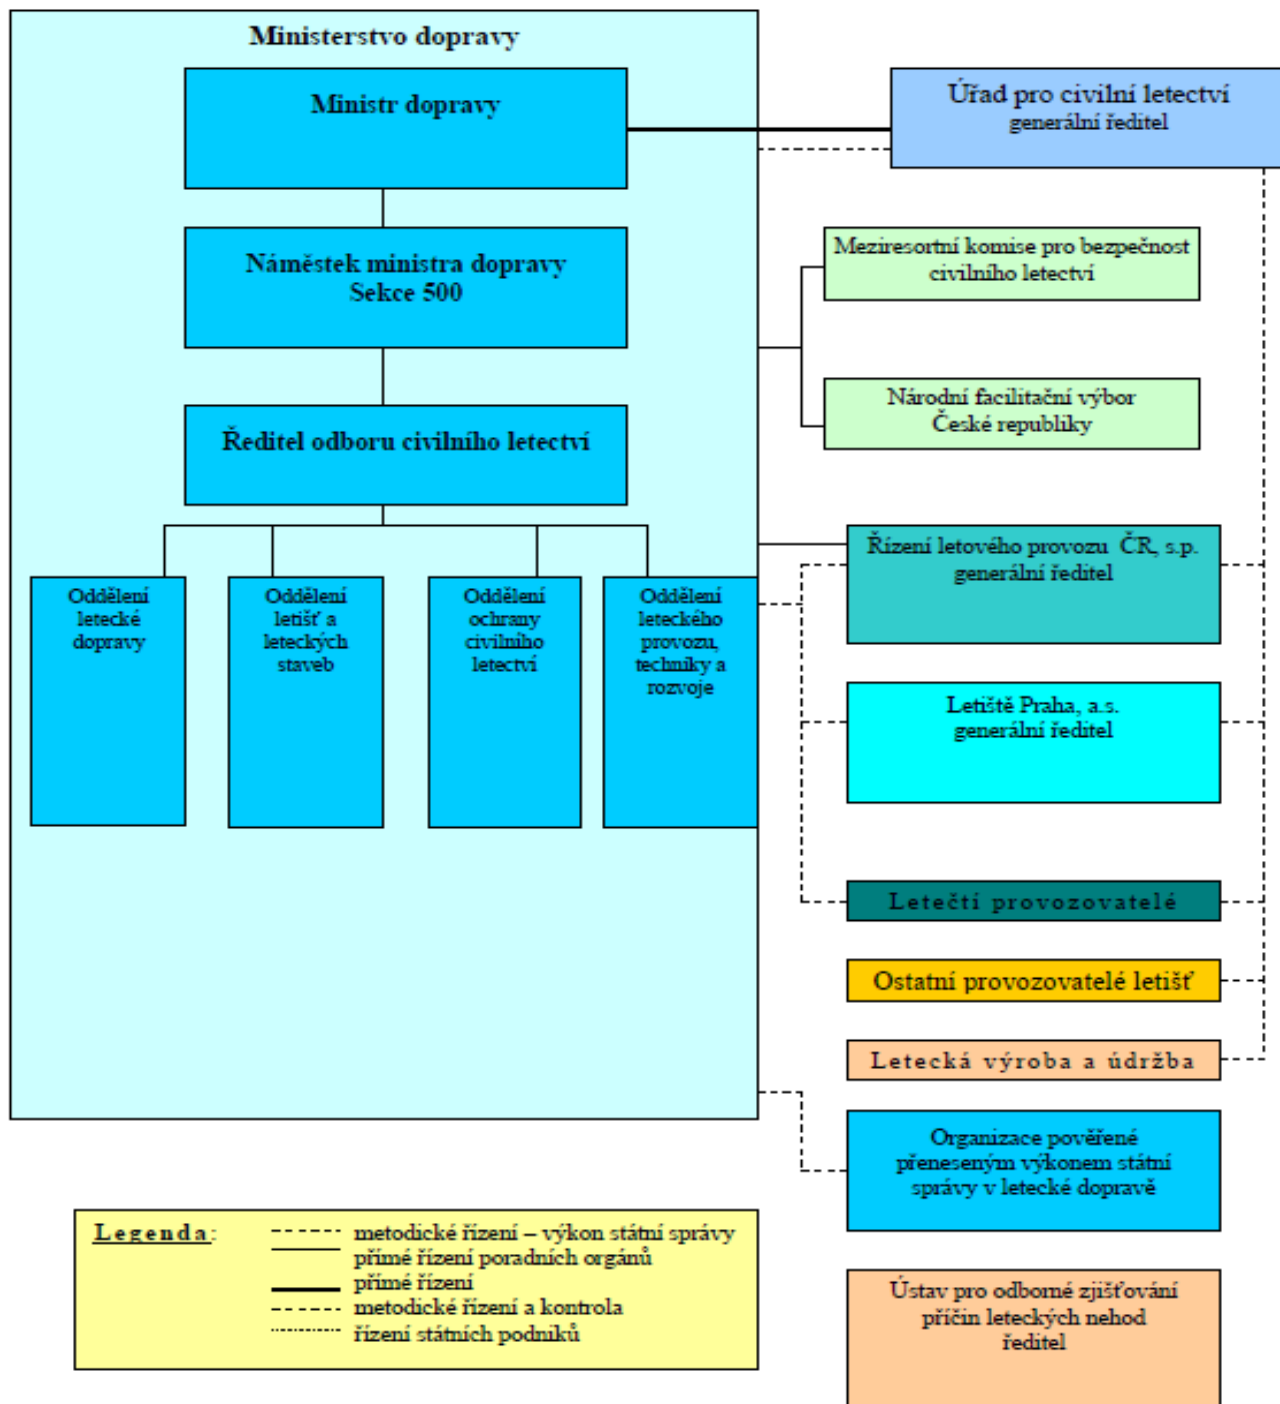 Ministerstvo dopravy
Ministr dopravy
Úřad pro civilní letectví
generální ředitel
Náměstek ministra dopravy
Sekce 500
Meziresortní komise pro bezpečnost
civilního letectví
Národní facilitační výbor
České republiky
Ředitel odboru civilního letectví
Oddělení
letecké
dopravy
Oddělení
letišť a
leteckých
staveb
Oddělení
ochrany
civilního
letectví
Oddělení
leteckého
provozu,
techniky a
rozvoje
Řízení letového provozu ČR, s.p.
generální ředitel
Letiště Praha, a.s.
generální ředitel
Letečtí provozovatelé
Ostatní provozovatelé letišť
Letecká výroba a údržba
Organizace pověřené
přeneseným výkonem státní
správy v letecké dopravě
Ústav pro odborné zjišťování
příčin leteckých nehod
ředitel
Legenda:
metodické řízení – výkon státní správy
přímé řízení poradních orgánů
přímé řízení
metodické řízení a kontrola
řízení státních podniků